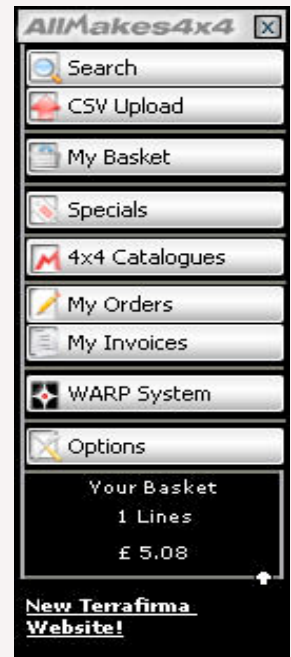 AllMakes4x4
Search
CSV Upload
My Basket
Specials
4x4 Catalogues
My Orders
My Invoices
WARP System
Options
Your Basket
1 Lines
£ 5.08
New Terrafirma
Website!